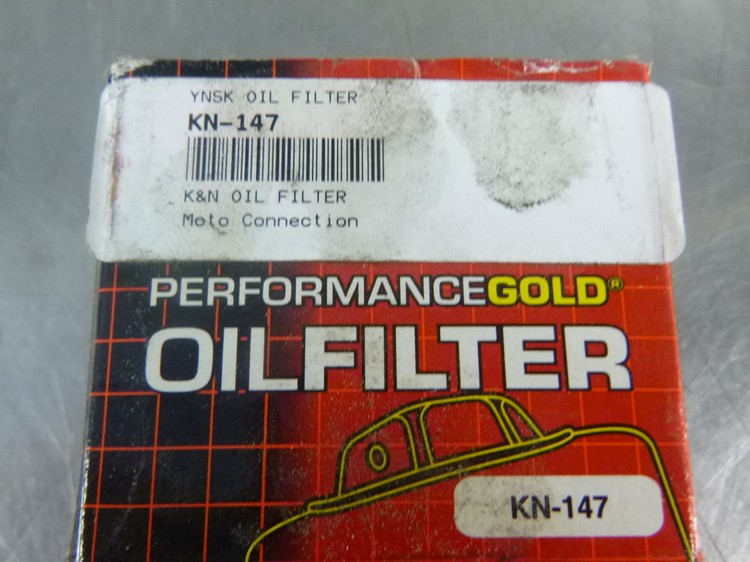 YNSK OIL FILTER
KN-147
K&N OIL FILTER
Moto Connection
PERFORMANCEGOLD®
OILFILTER
KN-147